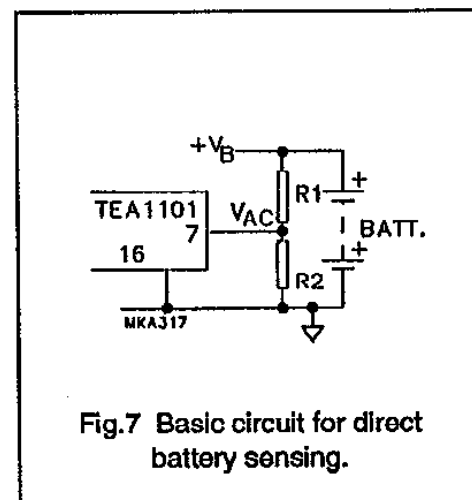 +VB
R1
+
TEA1101
VAC
7
BATT.
16
+
R2
MKA317
Fig.7 Basic circuit for direct
battery sensing.